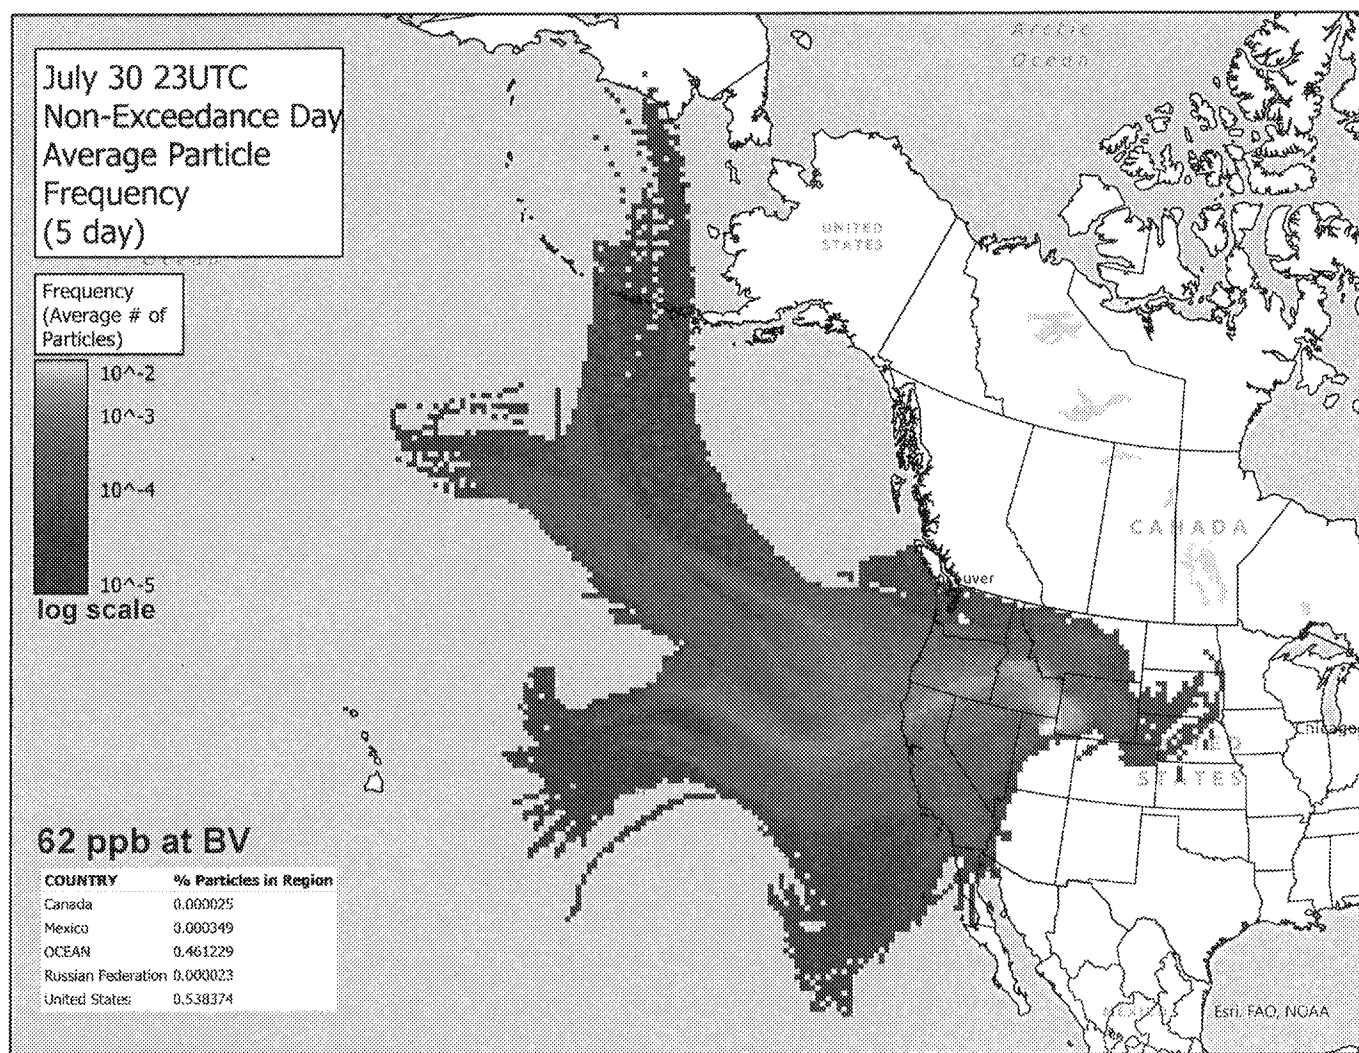 July 30 23UTC
Non-Exceedance Day
Average Particle
Frequency
(5 day)
Ocean
Frequency
(Average # of
Particles)
10^-2
10^-3
10^-4
10^-5
log scale
Arctic
Ocean
UNITED
STATES
CANADA
uver
Chicago
STATES
62 ppb at BV
COUNTRY % Particles in Region
Canada 0.000025
Mexico 0.000349
OCEAN 0.461229
Russian Federation 0.000023
United States 0.538374
MEXICO
Esri, FAO, NOAA